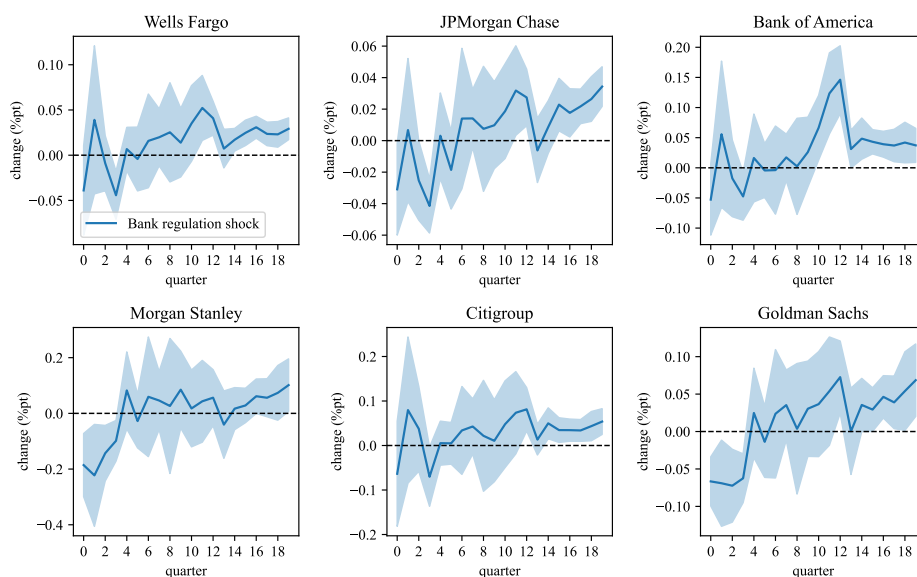 Wells Fargo
JPMorgan Chase
Bank of America
change (%pt)
0.10
0.05
0.00
−0.05
Bank regulation shock
0 2 4 6 8 10 12 14 16 18
quarter
change (%pt)
0.06
0.04
0.02
0.00
−0.02
−0.04
−0.06
0 2 4 6 8 10 12 14 16 18
quarter
change (%pt)
0.20
0.15
0.10
0.05
0.00
−0.05
−0.10
0 2 4 6 8 10 12 14 16 18
quarter
Morgan Stanley
Citigroup
Goldman Sachs
change (%pt)
0.2
0.0
−0.2
−0.4
0 2 4 6 8 10 12 14 16 18
quarter
change (%pt)
0.2
0.1
0.0
−0.1
−0.2
0 2 4 6 8 10 12 14 16 18
quarter
change (%pt)
0.10
0.05
0.00
−0.05
−0.10
0 2 4 6 8 10 12 14 16 18
quarter